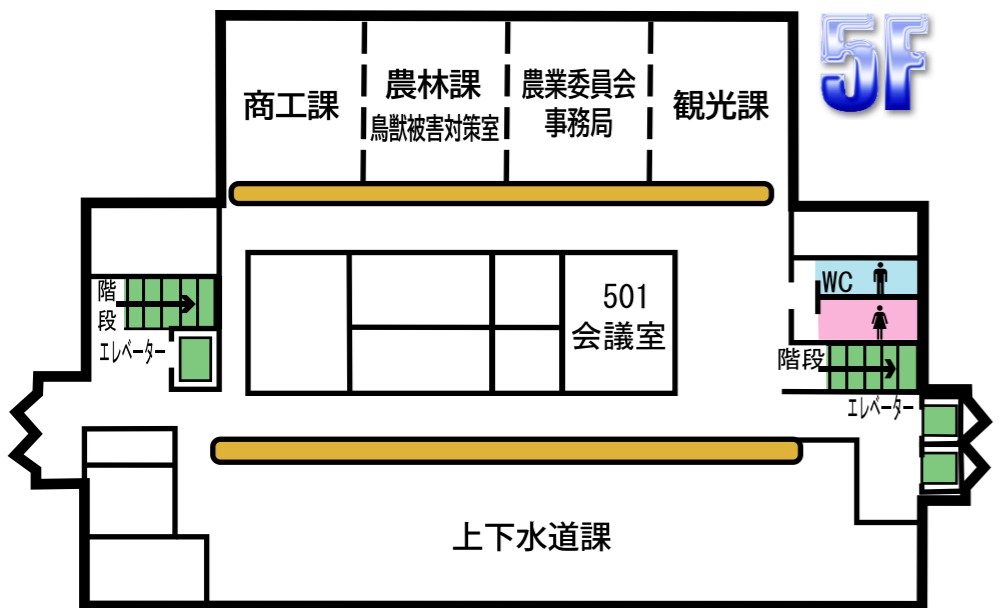 5F
商工課
農林課
鳥獣被害対策室
農業委員会
事務局
観光課
階
段
エレベーター
501
会議室
WC
階段
エレベーター
上下水道課